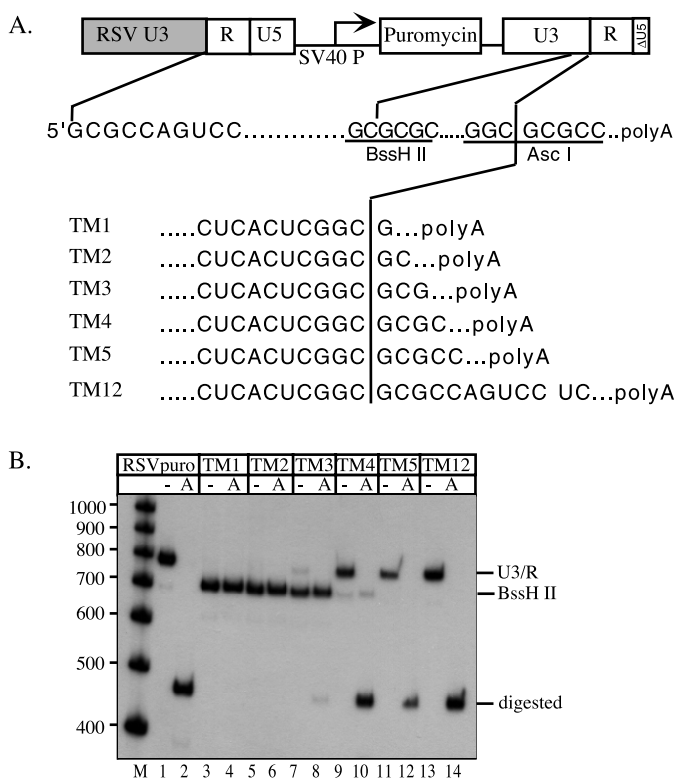 A.
RSV U3 R U5 SV40 P Puromycin U3 R ΔU5
5'GCGCCAGUCC..............GCGCGC.....GGC GCGCC..polyA
BssH II Asc I
TM1 .....CUCACUCGGC G...polyA
TM2 .....CUCACUCGGC GC...polyA
TM3 .....CUCACUCGGC GCG...polyA
TM4 .....CUCACUCGGC GCGC...polyA
TM5 .....CUCACUCGGC GCGCC...polyA
TM12 .....CUCACUCGGC GCGCCAGUCC UC...polyA
B.
RSVpuro TM1 TM2 TM3 TM4 TM5 TM12
- A - A - A - A - A - A - A
1000
900
800
700
600
500
400
U3/R
BssH II
digested
M 1 2 3 4 5 6 7 8 9 10 11 12 13 14